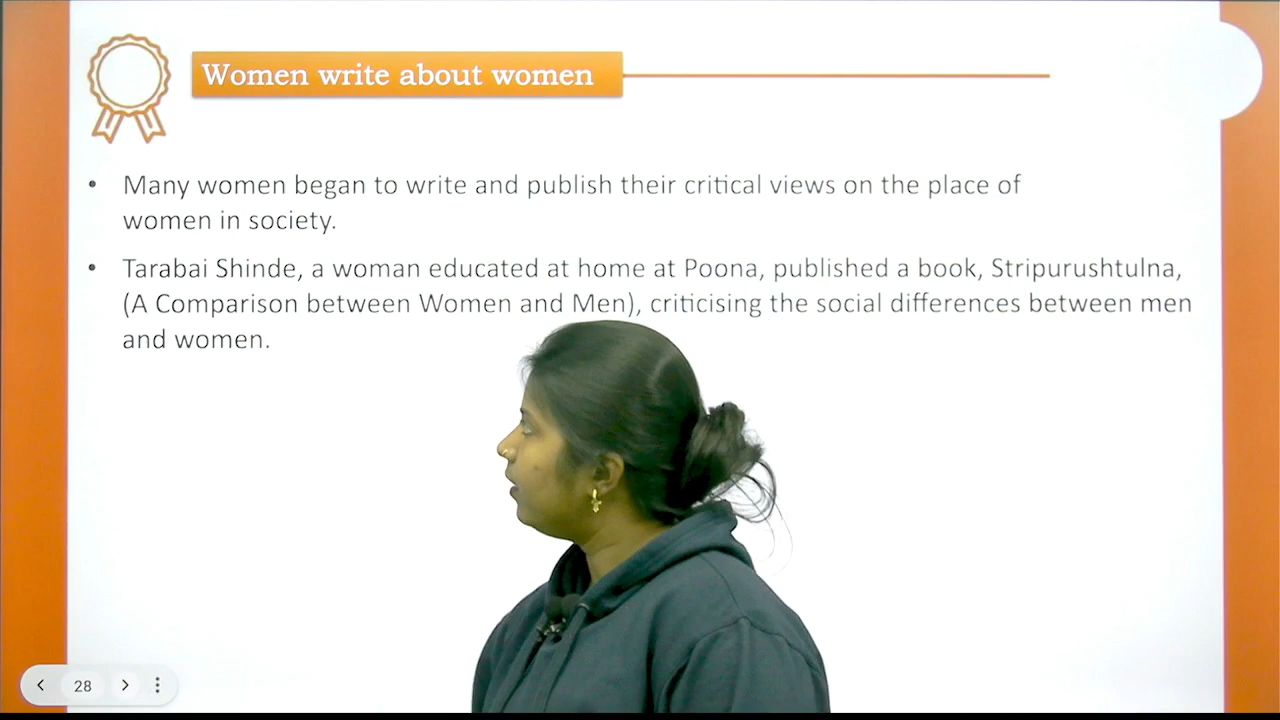 Women write about women
• Many women began to write and publish their critical views on the place of
women in society.
• Tarabai Shinde, a woman educated at home at Poona, published a book, Stripurushtulna,
(A Comparison between Women and Men), criticising the social differences between men
and women.
28